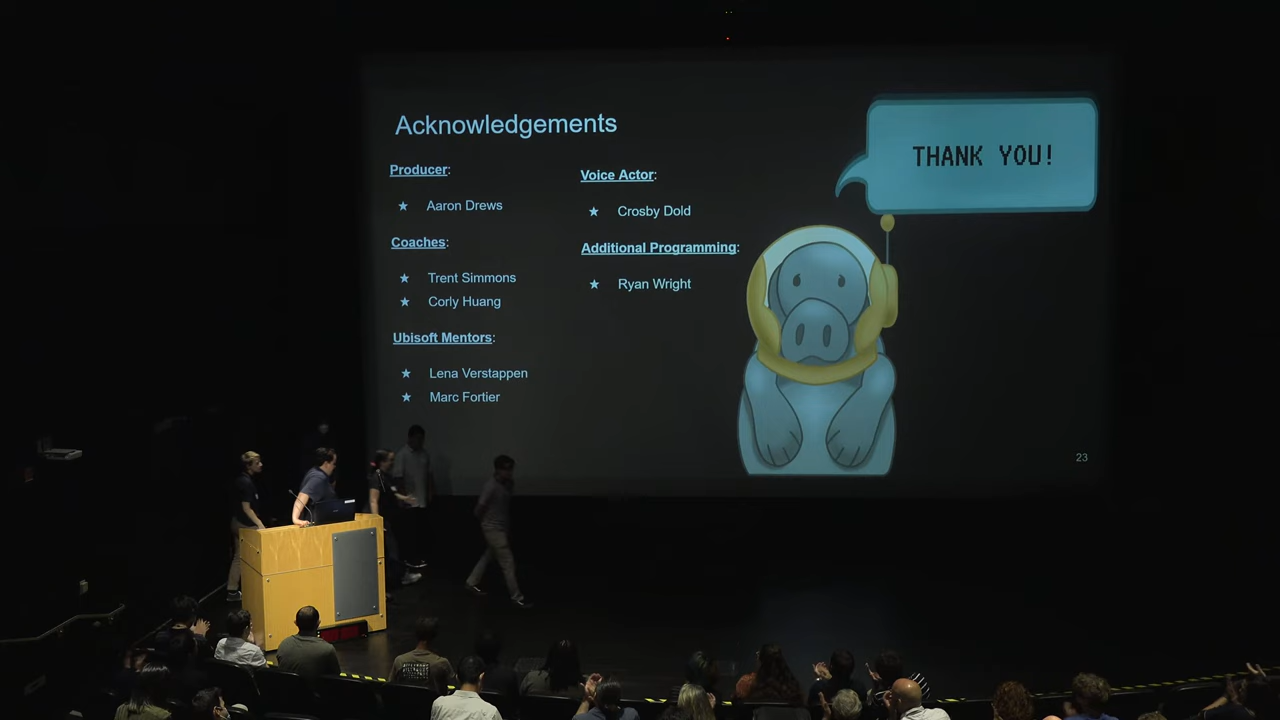 Acknowledgements
Producer:
★ Aaron Drews
Coaches:
★ Trent Simmons
★ Corly Huang
Ubisoft Mentors:
★ Lena Verstappen
★ Marc Fortier
Voice Actor:
★ Crosby Dold
Additional Programming:
★ Ryan Wright
THANK YOU!
23